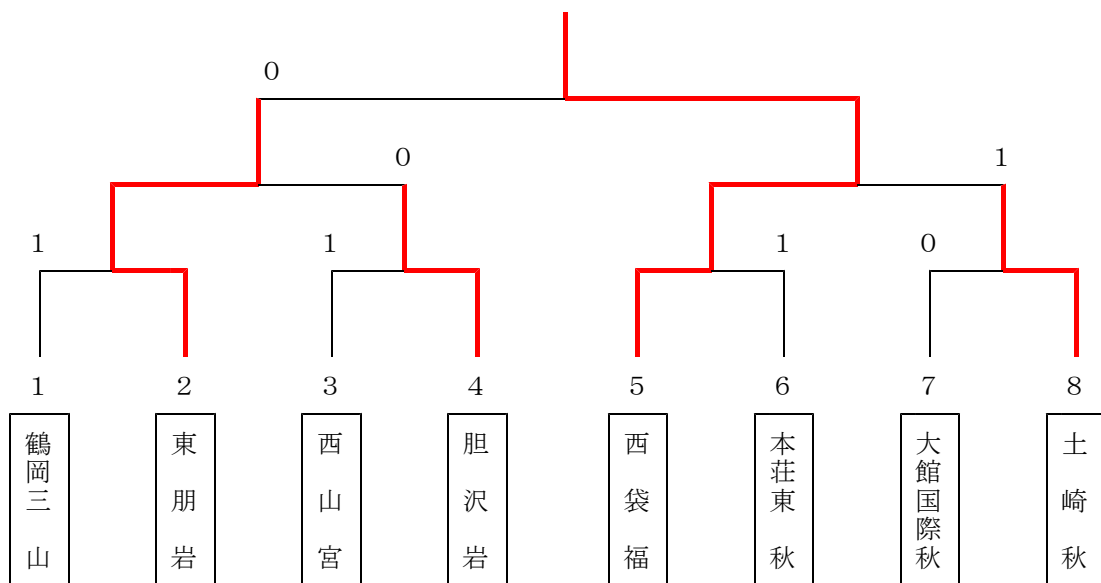 ０
０
１
１
１
１
０
１
２
３
４
５
６
７
８
鶴岡三　山
東　朋　岩
西　山　宮
胆　沢　岩
西　袋　福
本荘東　秋
大館国際秋
土　崎　秋